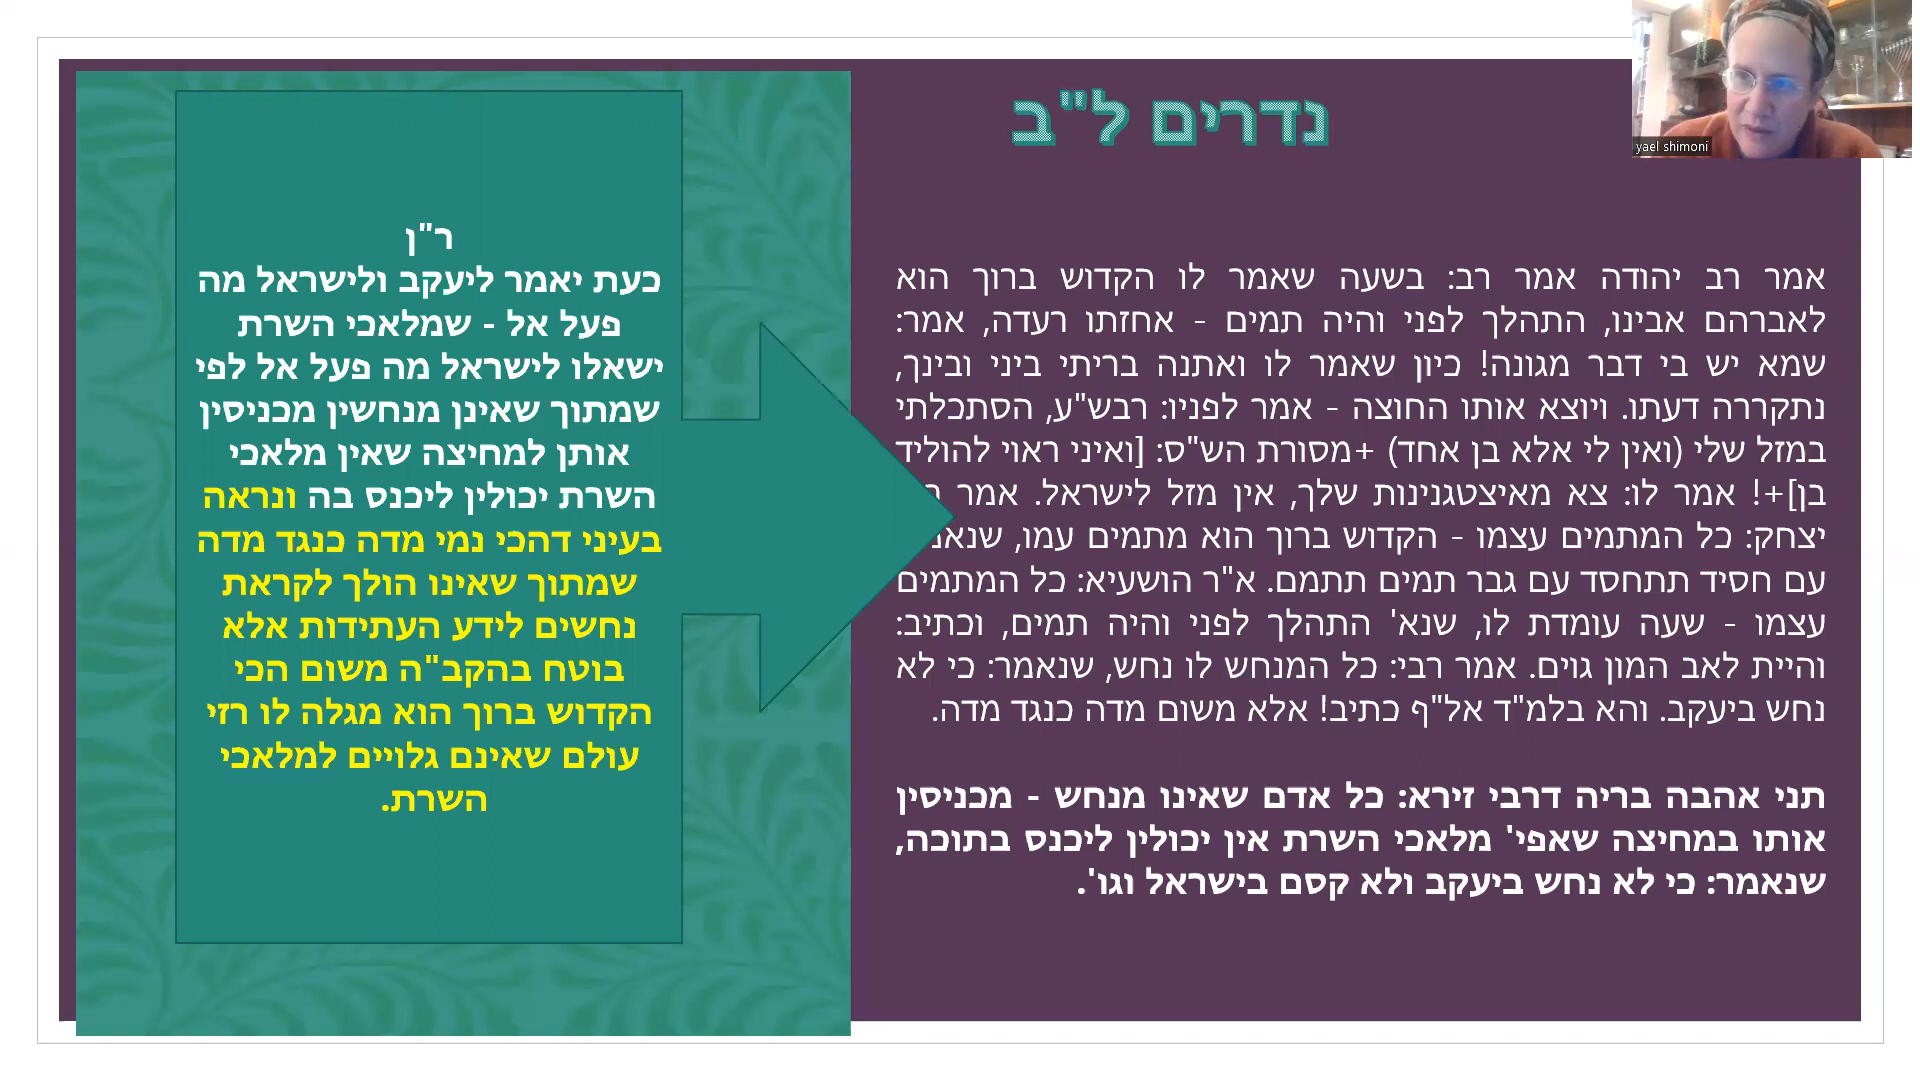 נדרים ל"ב
yael shimoni
אמר רב יהודה אמר רב: בשעה שאמר לו הקדוש ברוך הוא
לאברהם אבינו, התהלך לפני והיה תמים - אחזתו רעדה, אמר:
שמא יש בי דבר מגונה! כיון שאמר לו ואתנה בריתי ביני ובינך,
נתקררה דעתו. ויוצא אותו החוצה - אמר לפניו: רבש"ע, הסתכלתי
במזל שלי (ואין לי אלא בן אחד) +מסורת הש"ס: [ואיני ראוי להוליד
בן]+! אמר לו: צא מאיצטגנינות שלך, אין מזל לישראל. אמר
יצחק: כל המתמים עצמו - הקדוש ברוך הוא מתמים עמו,
עם חסיד תתחסד עם גבר תמים תתמם. א"ר הושעיא: כל המתמים
עצמו - שעה עומדת לו, שנא' התהלך לפני והיה תמים, וכתיב:
והיית לאב המון גוים. אמר רבי: כל המנחש לו נחש, שנאמר: כי לא
נחש ביעקב. והא בלמ"ד אל"ף כתיב! אלא משום מדה כנגד מדה.
תני אהבה בריה דרבי זירא: כל אדם שאינו מנחש - מכניסין
אותו במחיצה שאפי' מלאכי השרת אין יכולין ליכנס בתוכה,
שנאמר: כי לא נחש ביעקב ולא קסם בישראל וגו'.
ר"ן
כעת יאמר ליעקב ולישראל מה
פעל אל - שמלאכי השרת
ישאלו לישראל מה פעל אל לפי
שמתוך שאינן מנחשין מכניסין
אותן למחיצה שאין מלאכי
השרת יכולין ליכנס בה ונראה
בעיני דהכי נמי מדה כנגד מדה
שמתוך שאינו הולך לקראת
נחשים לידע העתידות אלא
בוטח בהקב"ה משום הכי
הקדוש ברוך הוא מגלה לו רזי
עולם שאינם גלויים למלאכי
השרת.